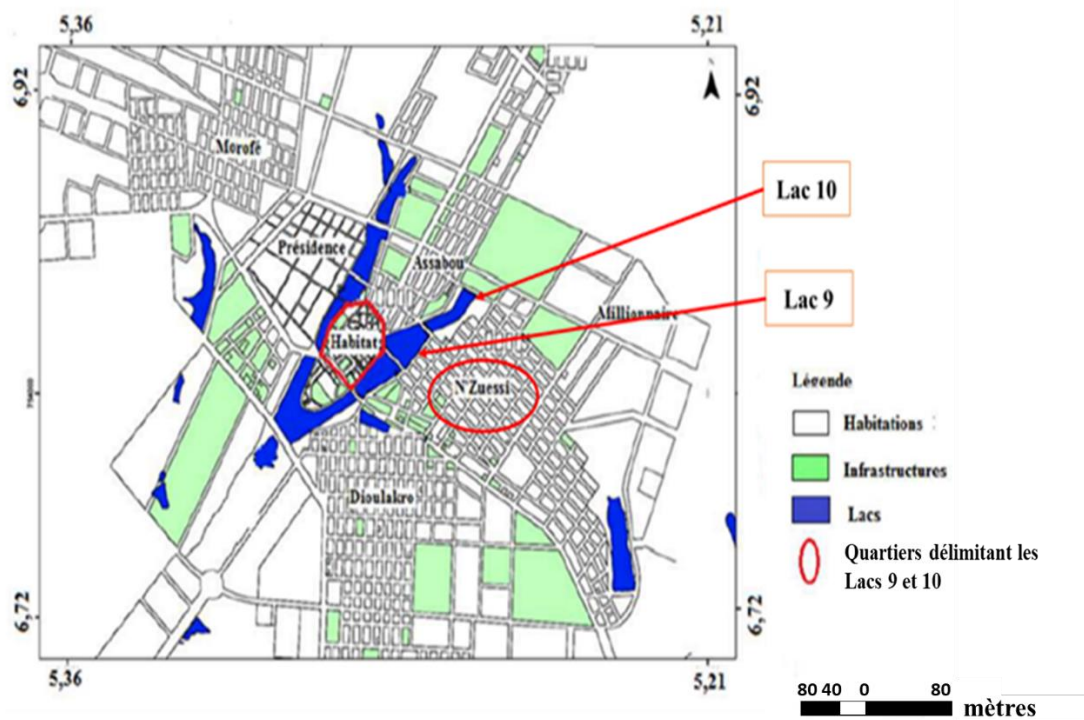 5,36
5,21
6,92
6,92
Morofè
Lac 10
Présidence
Assabou
Lac 9
Millionnaire
Habitat
N'Zuessi
Légende
Habitations
Infrastructures
Dioulakro
Lacs
Quartiers délimitant les
Lacs 9 et 10
6,72
6,72
5,36
5,21
80 40 0 80
mètres